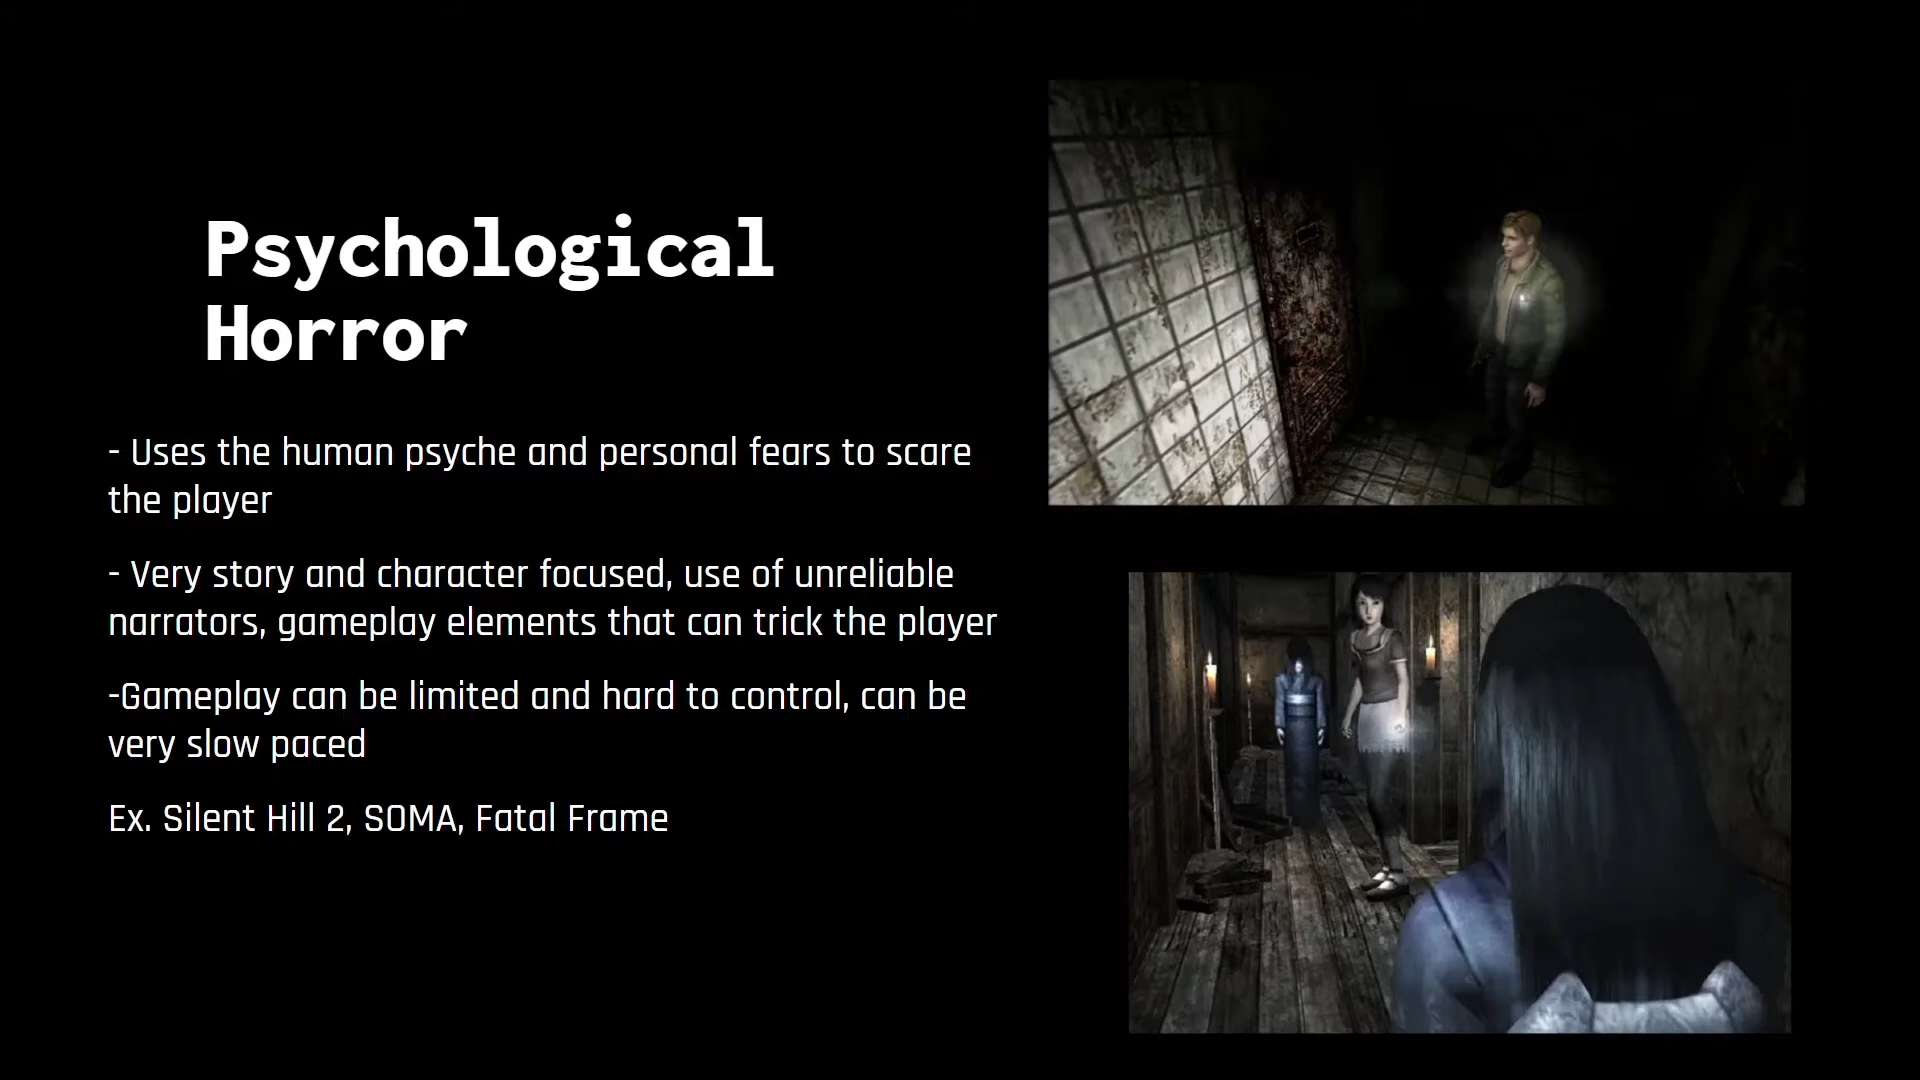 Psychological
Horror
- Uses the human psyche and personal fears to scare
the player
- Very story and character focused, use of unreliable
narrators, gameplay elements that can trick the player
-Gameplay can be limited and hard to control, can be
very slow paced
Ex. Silent Hill 2, SOMA, Fatal Frame